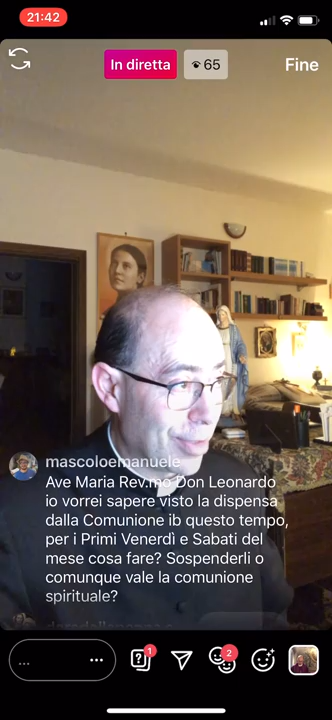 21:42
In diretta
65
Fine
mascoloemanuele
Ave Maria Rev.mo Don Leonardo
io vorrei sapere visto la dispensa
dalla Comunione ib questo tempo,
per i Primi Venerdì e Sabati del
mese cosa fare? Sospenderli o
comunque vale la comunione
spirituale?
...
1
2